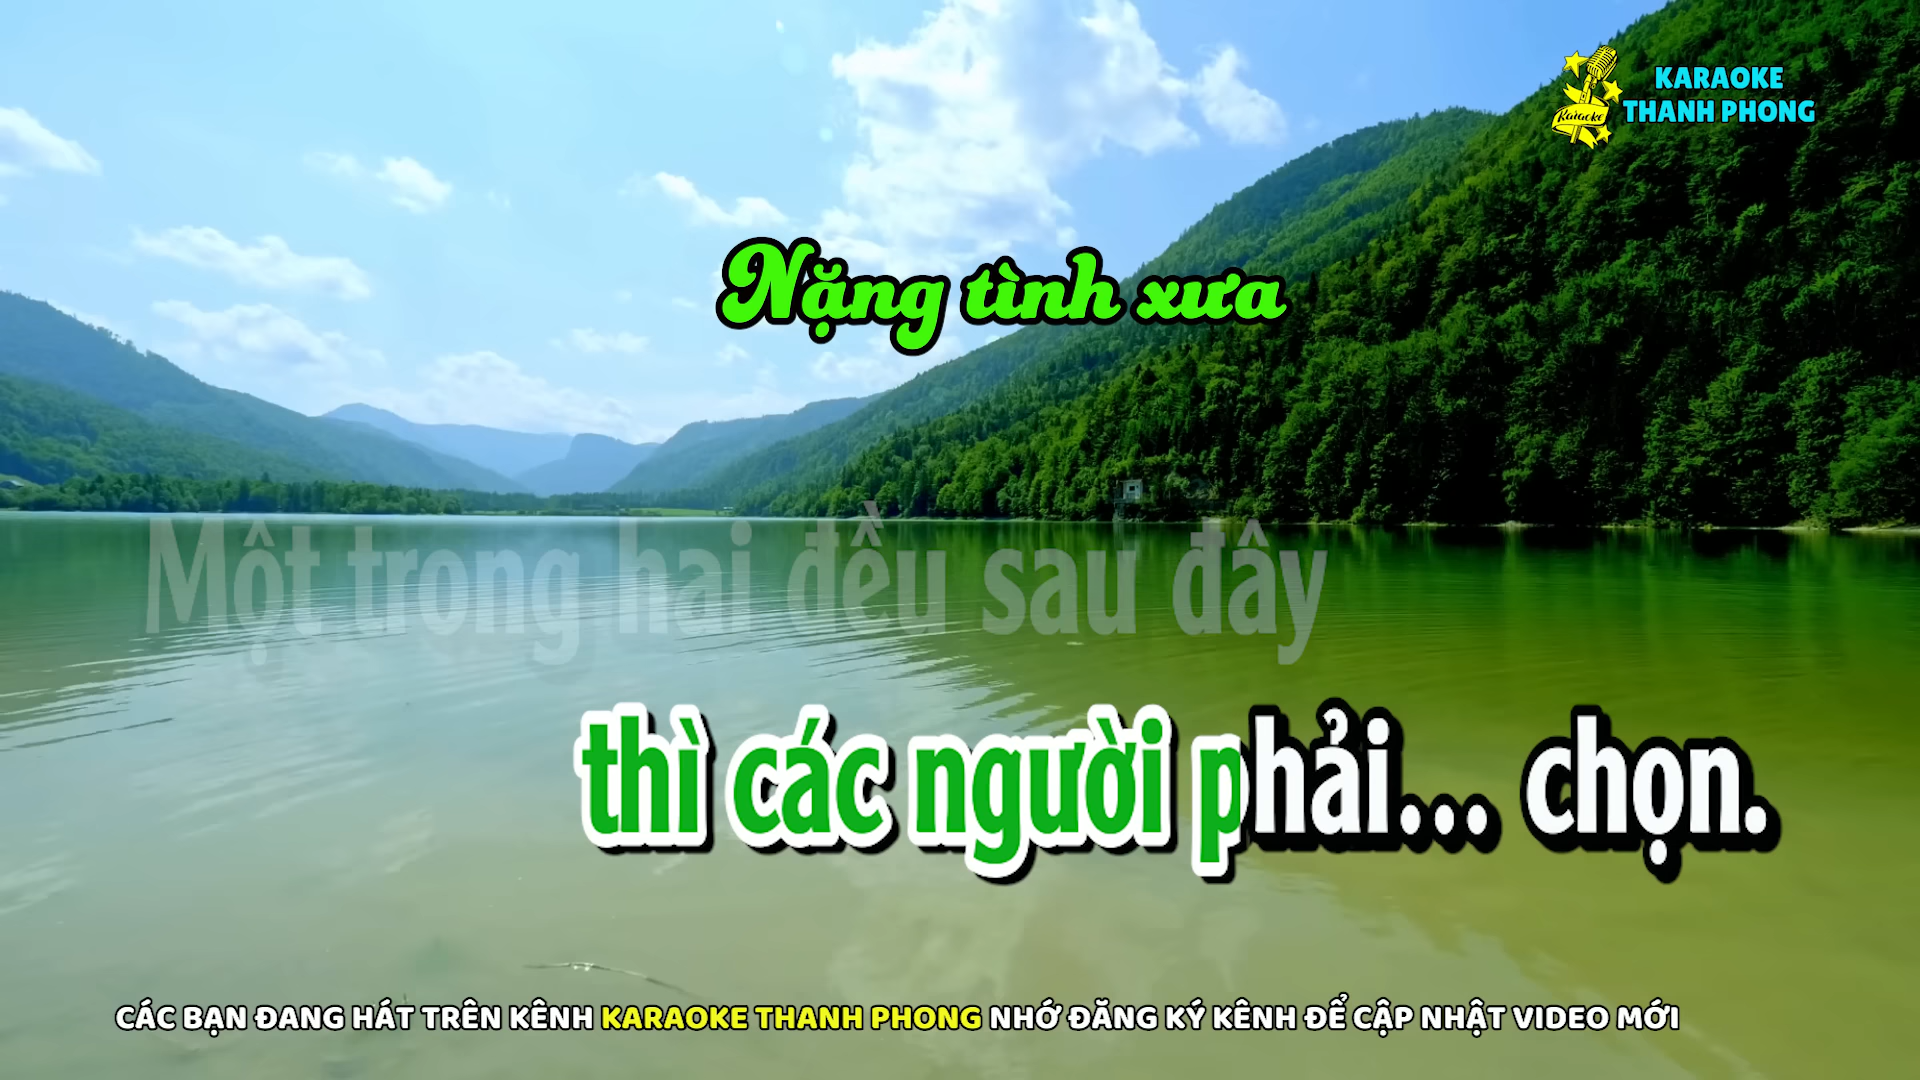 KARAOKE
THANH PHONG
Karaoke
Nặng tình xưa
Một trong hai đều sau đây
thì các người phải... chọn.
CÁC BẠN ĐANG HÁT TRÊN KÊNH KARAOKE THANH PHONG NHỚ ĐĂNG KÝ KÊNH ĐỂ CẬP NHẬT VIDEO MỚI